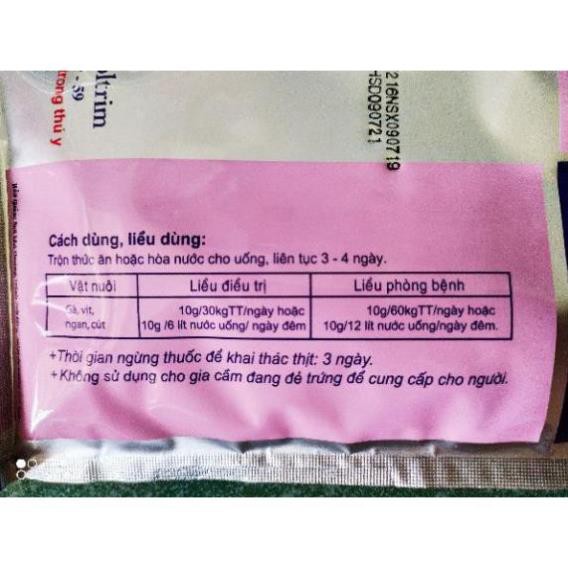 oltrim
- 59
trong thú y
216NSX090719
HSD090721
Cách dùng, liều dùng:
Trộn thức ăn hoặc hòa nước cho uống, liên tục 3 - 4 ngày.
Vật nuôi Liều điều trị Liều phòng bệnh
Gà, vịt, 10g/30kgTT/ngày hoặc 10g/60kgTT/ngày hoặc
ngan, cút 10g /6 lít nước uống/ ngày đêm 10g/12 lít nước uống/ngày đêm.
+Thời gian ngừng thuốc để khai thác thịt: 3 ngày.
+Không sử dụng cho gia cầm đang đẻ trứng để cung cấp cho người.